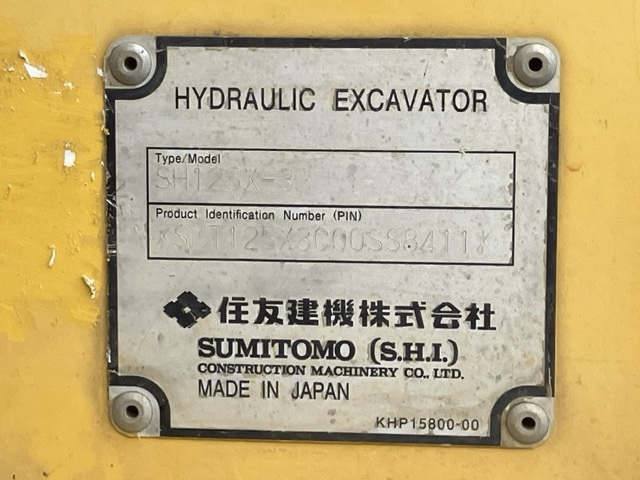 HYDRAULIC EXCAVATOR
Type/Model
Product Identification Number (PIN)
住友建機株式会社
SUMITOMO (S.H.I.)
CONSTRUCTION MACHINERY CO., LTD.
MADE IN JAPAN
KHP15800-00